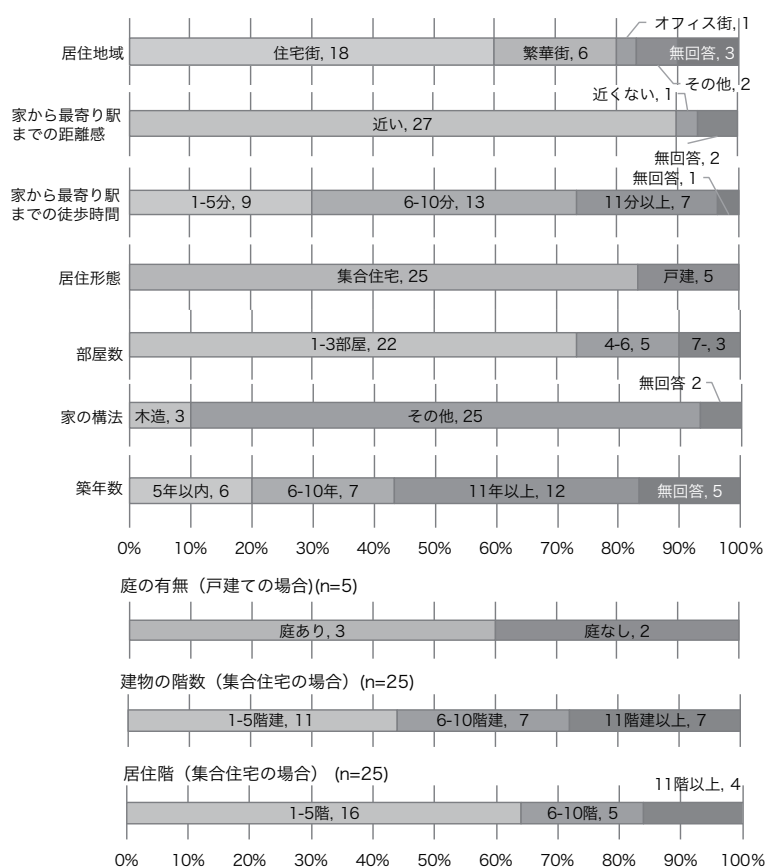 オフィス街, 1
居住地域
住宅街, 18
繁華街, 6
無回答, 3
その他, 2
近くない, 1
家から最寄り駅
までの距離感
近い, 27
無回答, 2
無回答, 1
家から最寄り駅
までの徒歩時間
1-5分, 9
6-10分, 13
11分以上, 7
居住形態
集合住宅, 25
戸建, 5
部屋数
1-3部屋, 22
4-6, 5
7-, 3
無回答 2
家の構法
木造, 3
その他, 25
築年数
5年以内, 6
6-10年, 7
11年以上, 12
無回答, 5
0% 10% 20% 30% 40% 50% 60% 70% 80% 90% 100%
庭の有無（戸建ての場合)(n=5)
庭あり, 3
庭なし, 2
建物の階数（集合住宅の場合）(n=25)
1-5階建, 11
6-10階建, 7
11階建以上, 7
居住階（集合住宅の場合） (n=25)
11階以上, 4
1-5階, 16
6-10階, 5
0% 10% 20% 30% 40% 50% 60% 70% 80% 90% 100%